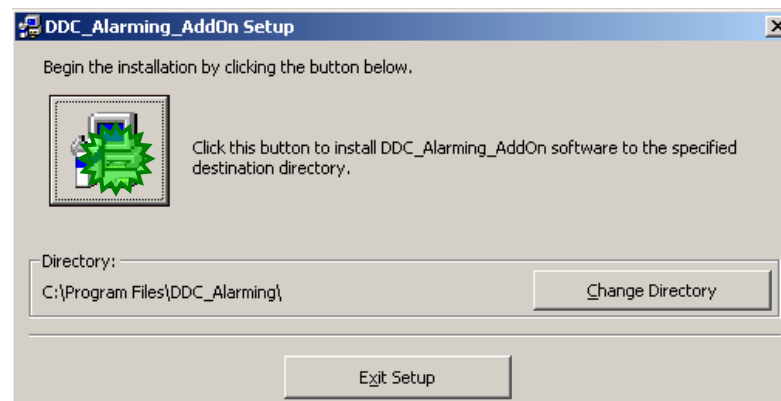 DDC_Alarming_AddOn Setup
Begin the installation by clicking the button below.
Click this button to install DDC_Alarming_AddOn software to the specified
destination directory.
Directory:
C:\Program Files\DDC_Alarming\
Change Directory
Exit Setup